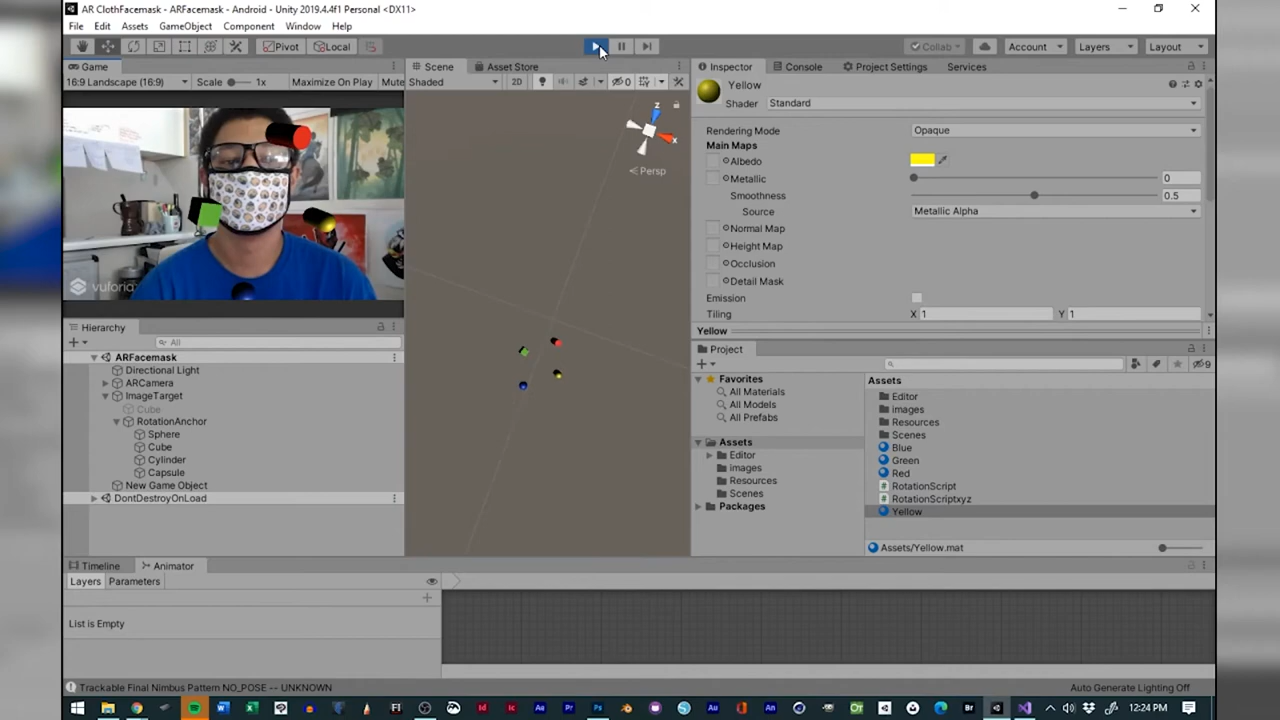 AR ClothFacemask - ARFacemask - Android - Unity 2019.4.4f1 Personal <DX11>
File Edit Assets GameObject Component Window Help
Pivot Local Collab Account Layers Layout
Game Scene Asset Store Inspector Console Project Settings Services
16:9 Landscape (16:9) Scale 1x Maximize On Play Mute Shaded 2D 0
Yellow
Shader Standard
Rendering Mode Opaque
Main Maps
Albedo
Metallic 0
Smoothness 0.5
Source Metallic Alpha
Normal Map
Height Map
Occlusion
Detail Mask
Emission
Tiling X 1 Y 1
Yellow
z
x
< Persp
vuforia
Hierarchy
+ All
ARFacemask
Directional Light
ARCamera
ImageTarget
Cube
RotationAnchor
Sphere
Cube
Cylinder
Capsule
New Game Object
DontDestroyOnLoad
Project
+ 9
Favorites
All Materials
All Models
All Prefabs
Assets
Editor
images
Resources
Scenes
Packages
Assets
Editor
images
Resources
Scenes
Blue
Green
Red
RotationScript
RotationScriptxyz
Yellow
Assets/Yellow.mat
Timeline Animator
Layers Parameters
+
List is Empty
Trackable Final Nimbus Pattern NO_POSE -- UNKNOWN Auto Generate Lighting Off
12:24 PM